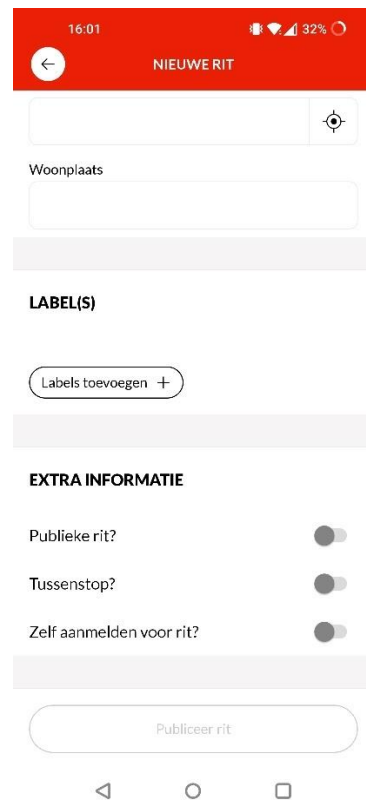 16:01
32%
NIEUWE RIT
Woonplaats
LABEL(S)
Labels toevoegen +
EXTRA INFORMATIE
Publieke rit?
Tussenstop?
Zelf aanmelden voor rit?
Publiceer rit